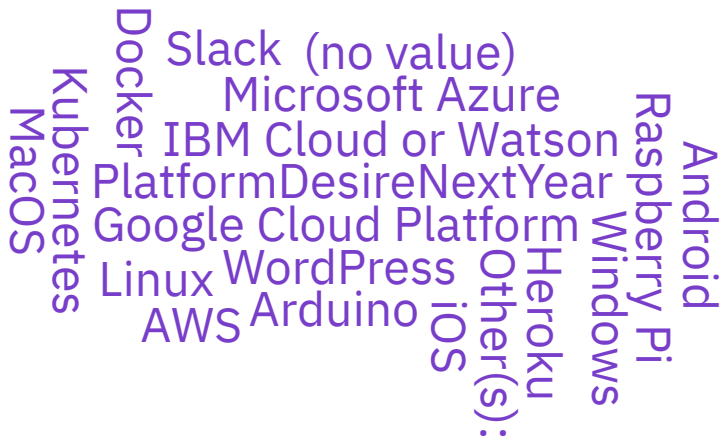 Docker
Slack
(no value)
Microsoft Azure
Kubernetes
MacOS
IBM Cloud or Watson
PlatformDesireNextYear
Google Cloud Platform
Linux
WordPress
AWS
Arduino
iOS
Other(s):
Heroku
Windows
Raspberry Pi
Android